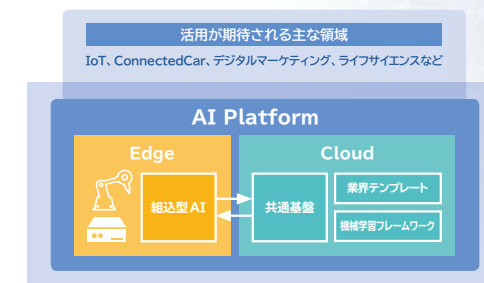 活用が期待される主な領域
IoT、ConnectedCar、デジタルマーケティング、ライフサイエンスなど
AI Platform
Edge
Cloud
組込型AI
共通基盤
業界テンプレート
機械学習フレームワーク